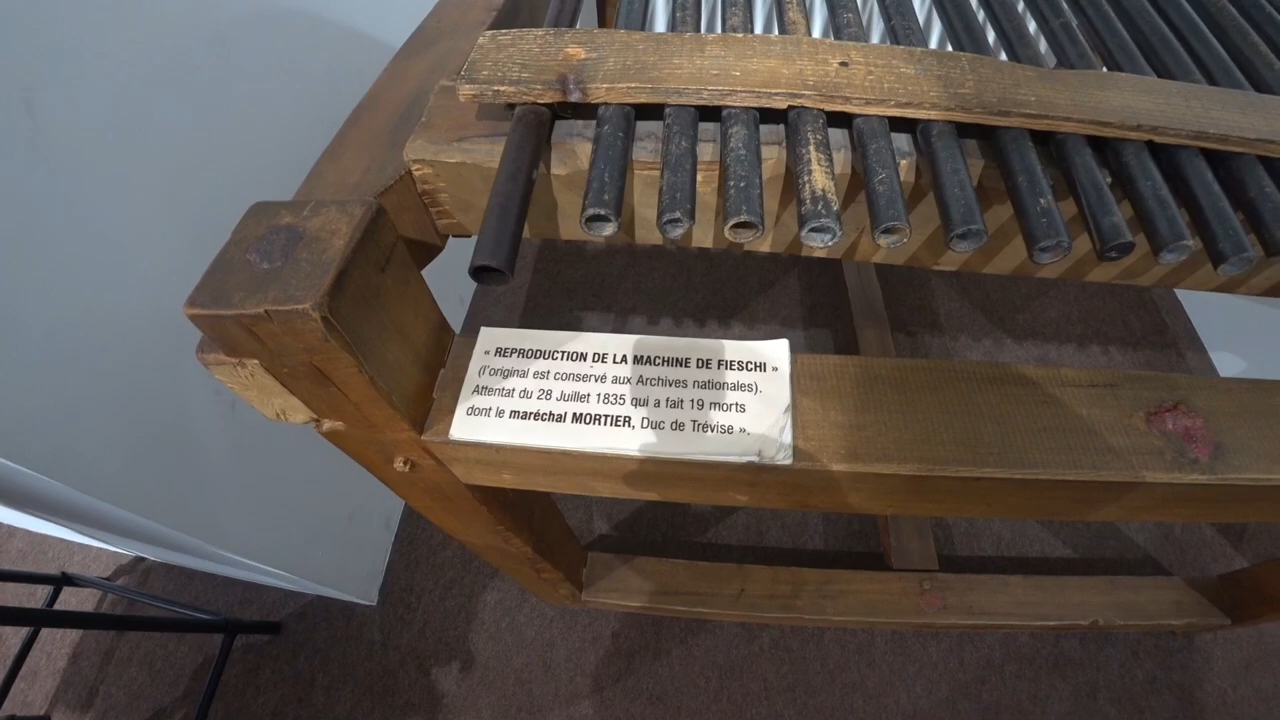 « REPRODUCTION DE LA MACHINE DE FIESCHI »
(l'original est conservé aux Archives nationales).
Attentat du 28 Juillet 1835 qui a fait 19 morts
dont le maréchal MORTIER, Duc de Trévise ».